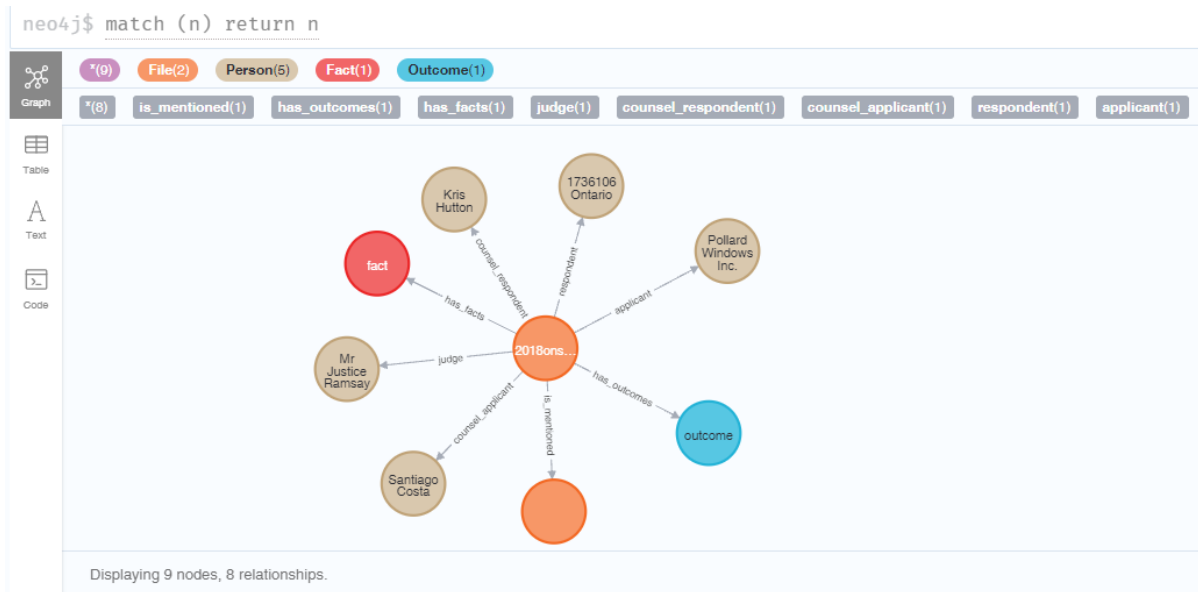 neo4j$ match (n) return n
*(9) File(2) Person(5) Fact(1) Outcome(1)
Graph
*(8) is_mentioned(1) has_outcomes(1) has_facts(1) judge(1) counsel_respondent(1) counsel_applicant(1) respondent(1) applicant(1)
Table
A
Text
>_
Code
Kris
Hutton
1736106
Ontario
Pollard
Windows
Inc.
fact
counsel_respondent
respondent
applicant
has_facts
2018ons...
Mr
Justice
Ramsay
judge
has_outcomes
counsel_applicant
is_mentioned
outcome
Santiago
Costa
Displaying 9 nodes, 8 relationships.